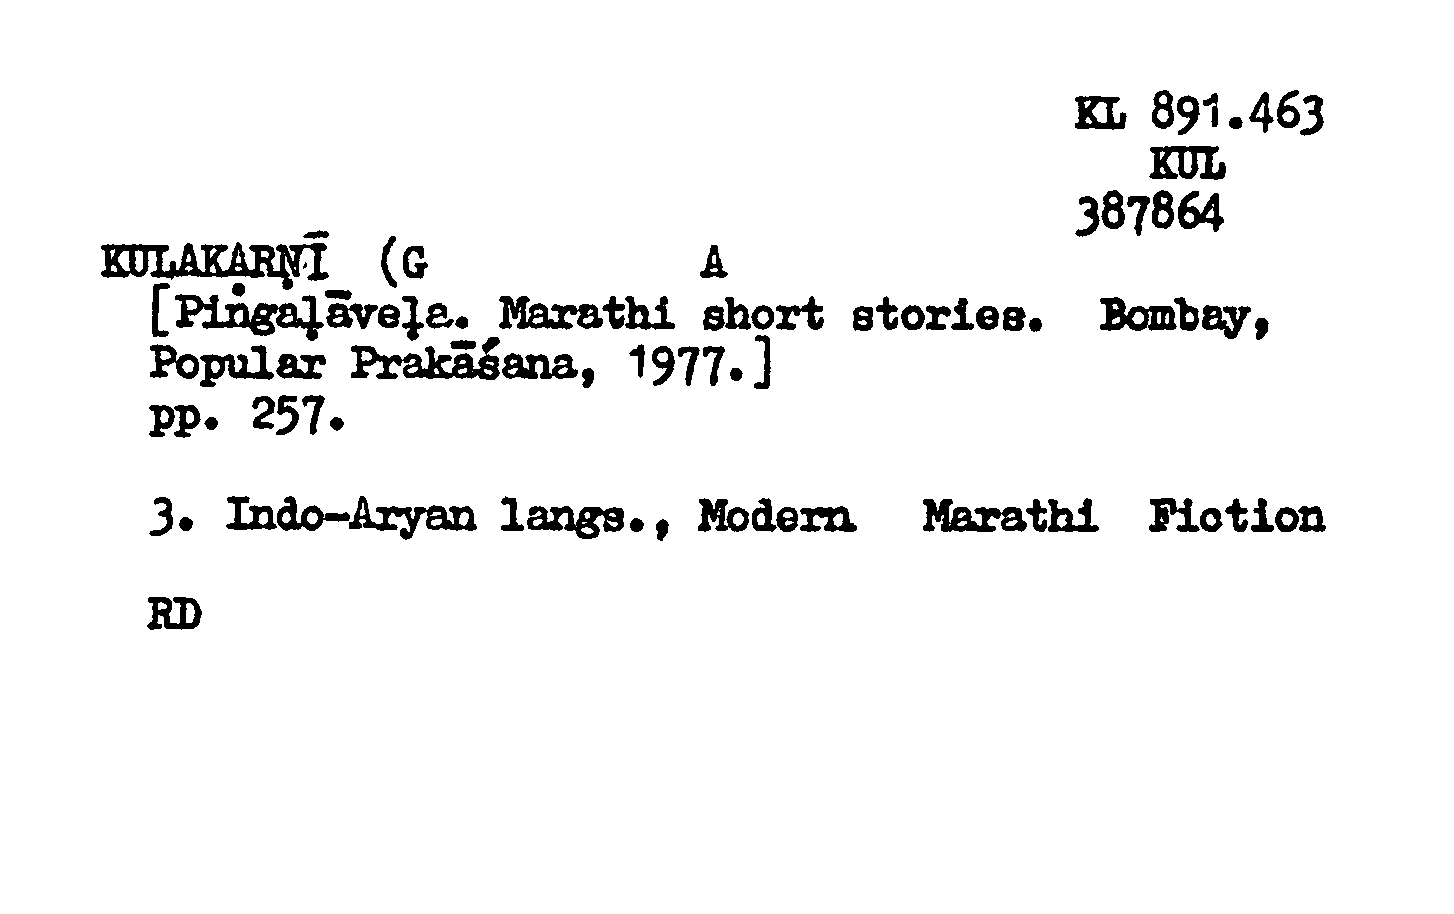 KL 891.463
KUL
387864
KULAKARṆĪ (G A
[Piṅgaḷāveḷa. Marathi short stories. Bombay,
Popular Prakāśana, 1977.]
pp. 257.
3. Indo-Aryan langs., Modern Marathi Fiction
RD